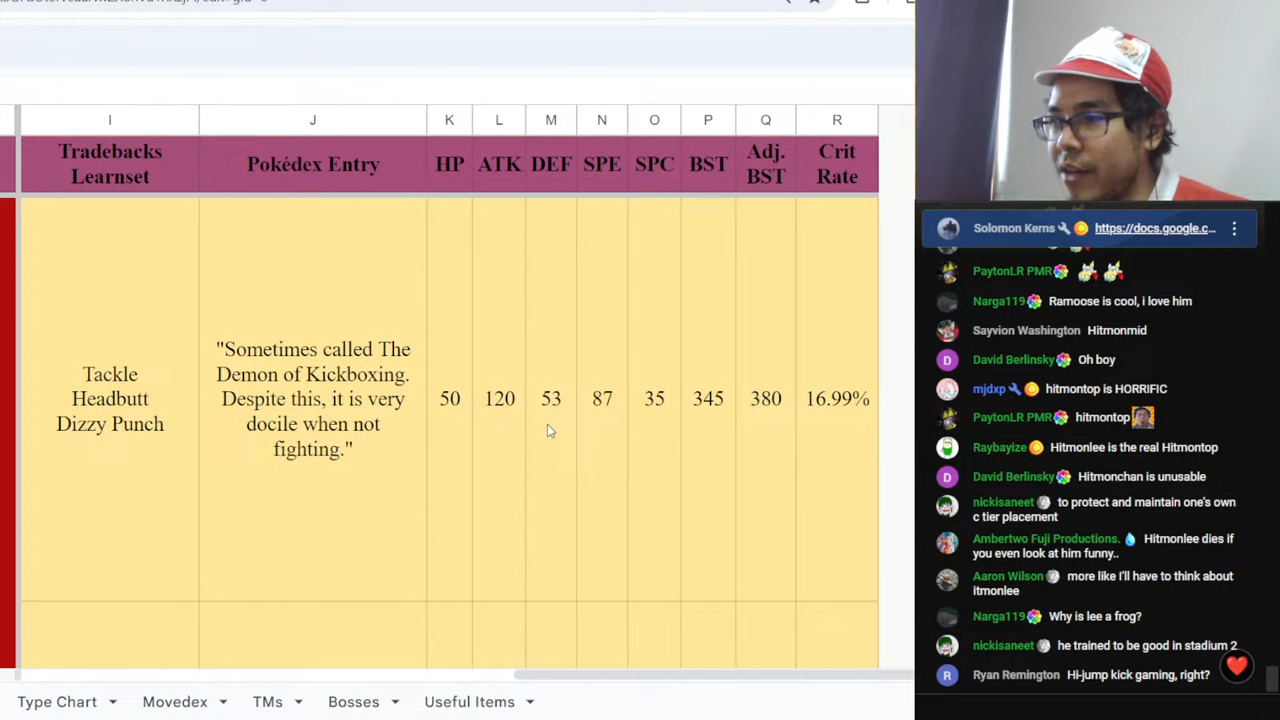 I J K L M N O P Q R
Tradebacks
Learnset
Pokédex Entry
HP
ATK
DEF
SPE
SPC
BST
Adj.
BST
Crit
Rate
Tackle
Headbutt
Dizzy Punch
"Sometimes called The
Demon of Kickboxing.
Despite this, it is very
docile when not
fighting."
50
120
53
87
35
345
380
16.99%
Type Chart
Movedex
TMs
Bosses
Useful Items
Solomon Kerns https://docs.google.c...
PaytonLR PMR
Narga119 Ramoose is cool, i love him
Sayvion Washington Hitmonmid
David Berlinsky Oh boy
mjdxp hitmontop is HORRIFIC
PaytonLR PMR hitmontop
Raybayize Hitmonlee is the real Hitmontop
David Berlinsky Hitmonchan is unusable
nickisaneet to protect and maintain one's own
c tier placement
Ambertwo Fuji Productions. Hitmonlee dies if
you even look at him funny..
Aaron Wilson more like I'll have to think about
itmonlee
Narga119 Why is lee a frog?
nickisaneet he trained to be good in stadium 2
Ryan Remington Hi-jump kick gaming, right?